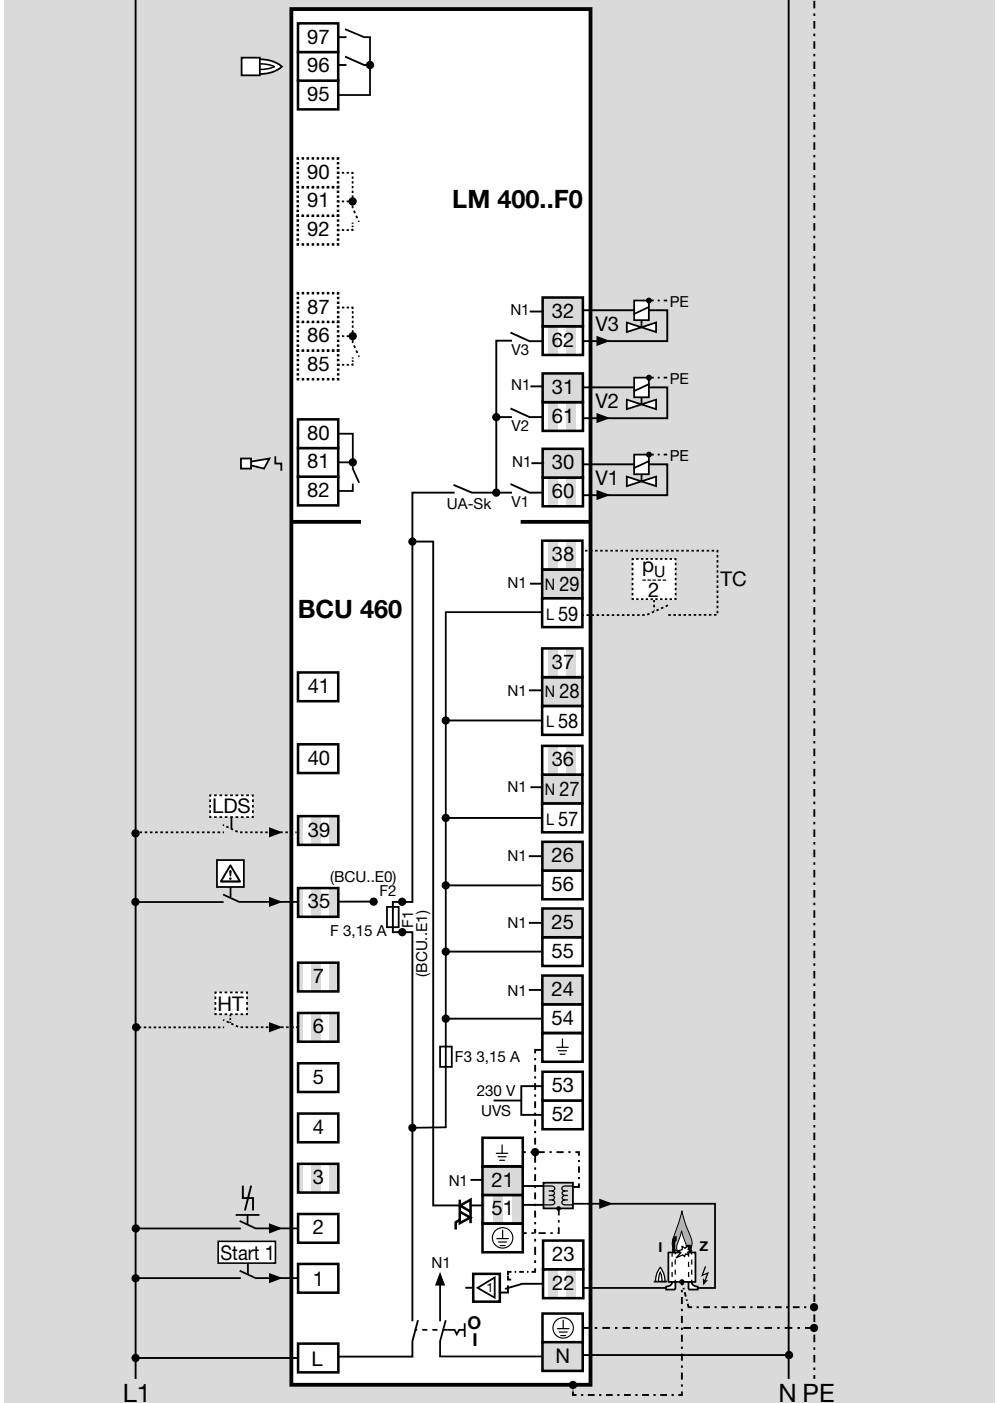 97
96
95
90
91
92
LM 400..F0
87
86
85
N1
32
PE
V3
V3
62
N1
31
PE
V2
V2
61
80
81
82
N1
30
PE
V1
UA-Sk
V1
60
BCU 460
38
N1
N 29
L 59
pU
2
TC
37
N1
N 28
L 58
36
N1
N 27
L 57
41
40
LDS
39
N1
26
56
35
(BCU..E0)
F2
F 3,15 A
F1
(BCU..E1)
N1
25
55
7
HT
6
N1
24
54
F3 3,15 A
5
230 V
UVS
53
52
4
3
N1
21
51
2
Start 1
1
23
22
1
I
Z
N1
O
I
L
N
L1
N PE